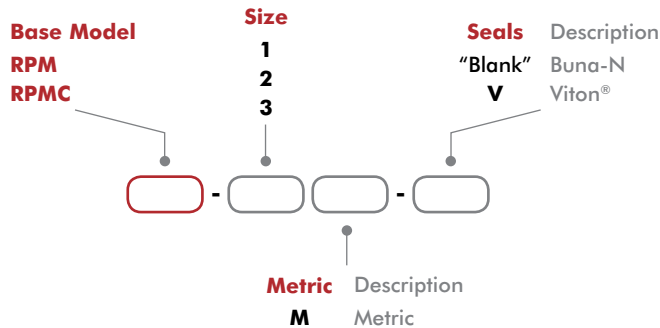 Base Model
RPM
RPMC
Size
1
2
3
Seals Description
“Blank” Buna-N
V Viton®
- -
Metric Description
M Metric